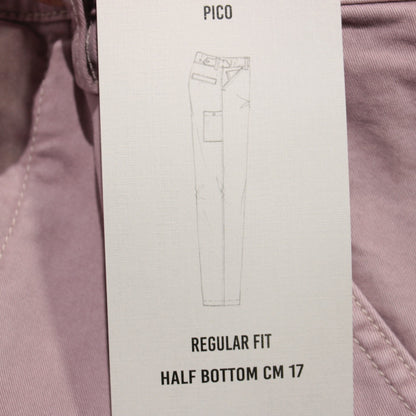 PICO
REGULAR FIT
HALF BOTTOM CM 17